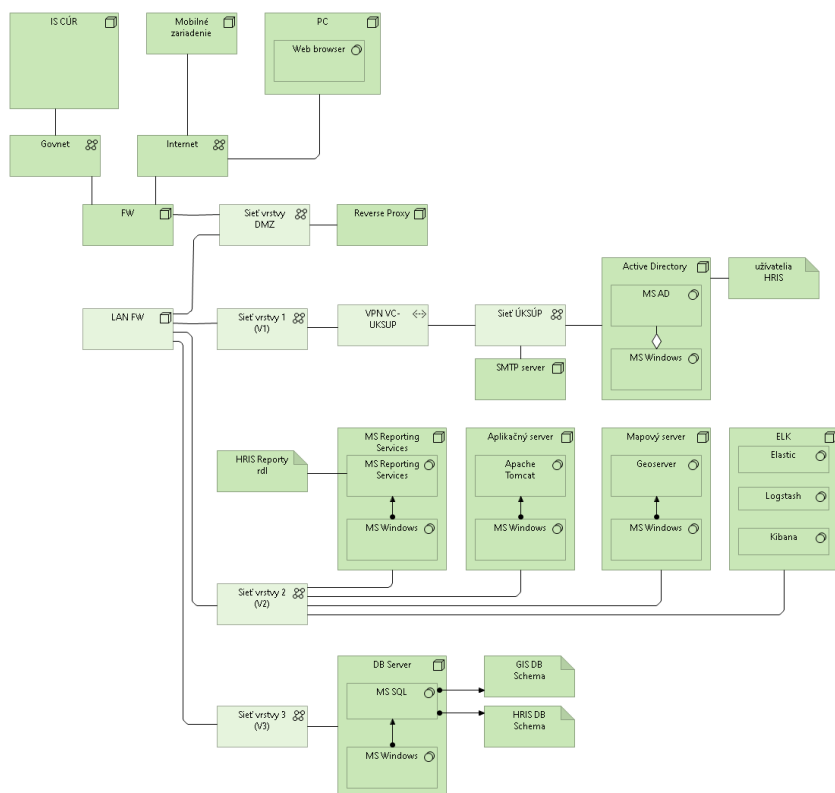 IS CÚR
Mobilné
zariadenie
PC
Web browser
Govnet
Internet
FW
Sieť vrstvy
DMZ
Reverse Proxy
LAN FW
Sieť vrstvy 1
(V1)
VPN VC-
UKSUP
Sieť ÚKSÚP
SMTP server
Active Directory
MS AD
MS Windows
užívatelia
HRIS
HRIS Reporty
rdl
MS Reporting
Services
MS Reporting
Services
MS Windows
Aplikačný server
Apache
Tomcat
MS Windows
Mapový server
Geoserver
MS Windows
ELK
Elastic
Logstash
Kibana
Sieť vrstvy 2
(V2)
DB Server
MS SQL
MS Windows
GIS DB
Schema
HRIS DB
Schema
Sieť vrstvy 3
(V3)